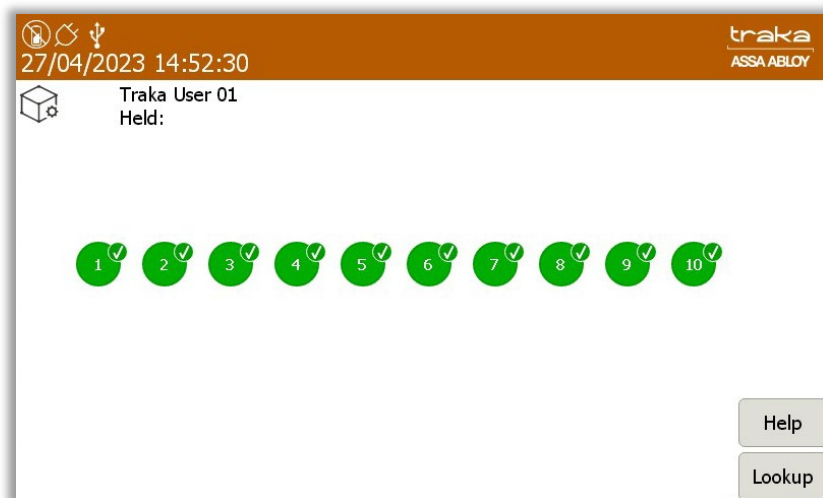 27/04/2023 14:52:30
traka
ASSA ABLOY
Traka User 01
Held:
1 2 3 4 5 6 7 8 9 10
Help
Lookup